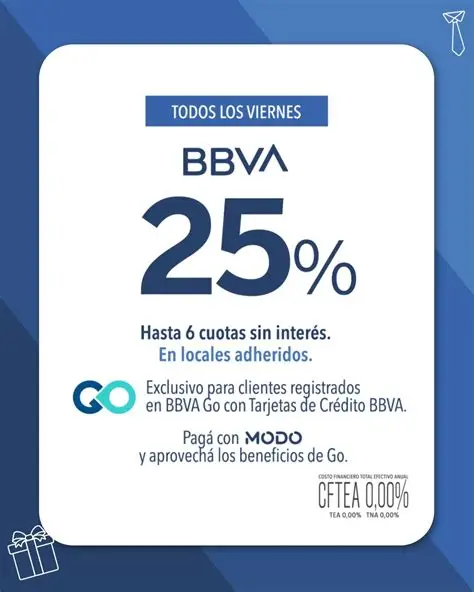 TODOS LOS VIERNES
BBVA
25%
Hasta 6 cuotas sin interés.
En locales adheridos.
GO
Exclusivo para clientes registrados
en BBVA Go con Tarjetas de Crédito BBVA.
Pagá con MODO
y aprovechá los beneficios de Go.
COSTO FINANCIERO TOTAL EFECTIVO ANUAL
CFTEA 0,00%
TEA 0,00% TNA 0,00%